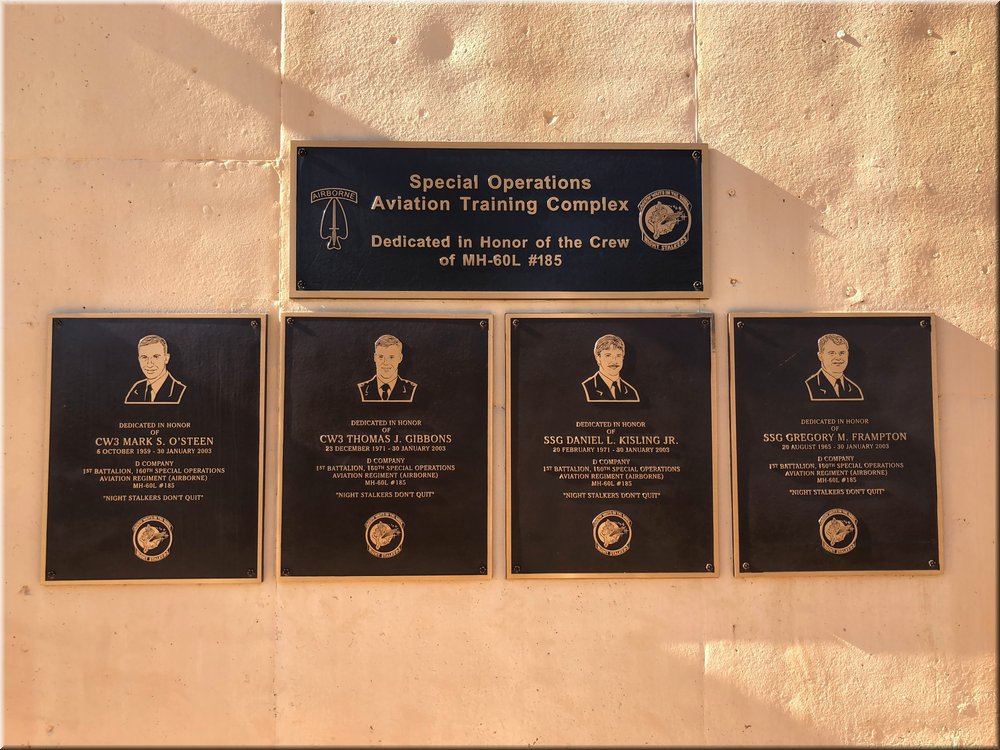 AIRBORNE
Special Operations
Aviation Training Complex
Dedicated in Honor of the Crew
of MH-60L #185
NIGHT STALKERS
DEDICATED IN HONOR
OF
CW3 MARK S. O'STEEN
6 OCTOBER 1959 - 30 JANUARY 2003
D COMPANY
1ST BATTALION, 160TH SPECIAL OPERATIONS
AVIATION REGIMENT (AIRBORNE)
MH-60L #185
"NIGHT STALKERS DON'T QUIT"
DEDICATED IN HONOR
OF
CW3 THOMAS J. GIBBONS
23 DECEMBER 1971 - 30 JANUARY 2003
D COMPANY
1ST BATTALION, 160TH SPECIAL OPERATIONS
AVIATION REGIMENT (AIRBORNE)
MH-60L #185
"NIGHT STALKERS DON'T QUIT"
DEDICATED IN HONOR
OF
SSG DANIEL L. KISLING JR.
20 FEBRUARY 1971 - 30 JANUARY 2003
D COMPANY
1ST BATTALION, 160TH SPECIAL OPERATIONS
AVIATION REGIMENT (AIRBORNE)
MH-60L #185
"NIGHT STALKERS DON'T QUIT"
DEDICATED IN HONOR
OF
SSG GREGORY M. FRAMPTON
20 AUGUST 1965 - 30 JANUARY 2003
D COMPANY
1ST BATTALION, 160TH SPECIAL OPERATIONS
AVIATION REGIMENT (AIRBORNE)
MH-60L #185
"NIGHT STALKERS DON'T QUIT"